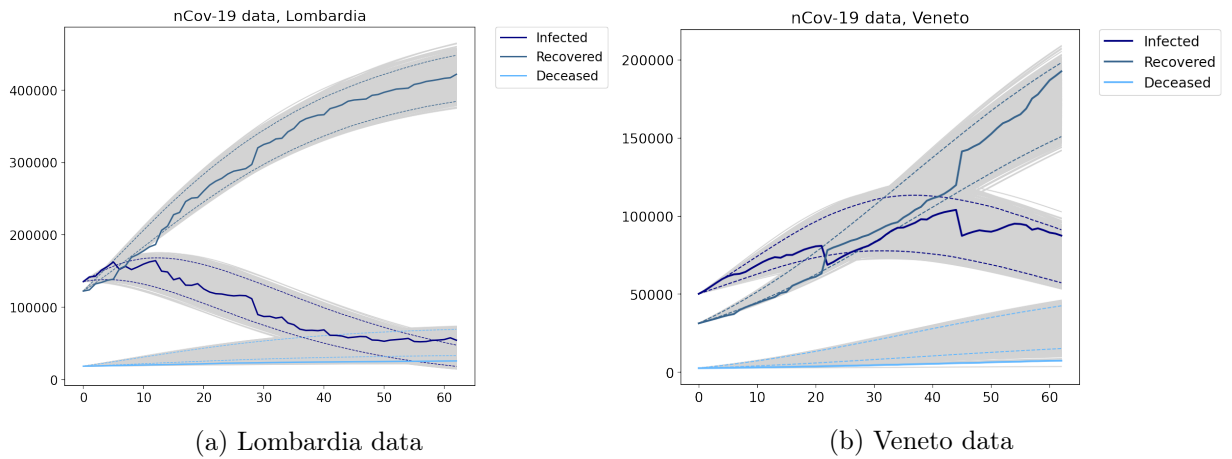 nCov-19 data, Lombardia
Infected
Recovered
Deceased
400000
300000
200000
100000
0
0 10 20 30 40 50 60
(a) Lombardia data
nCov-19 data, Veneto
Infected
Recovered
Deceased
200000
150000
100000
50000
0
0 10 20 30 40 50 60
(b) Veneto data